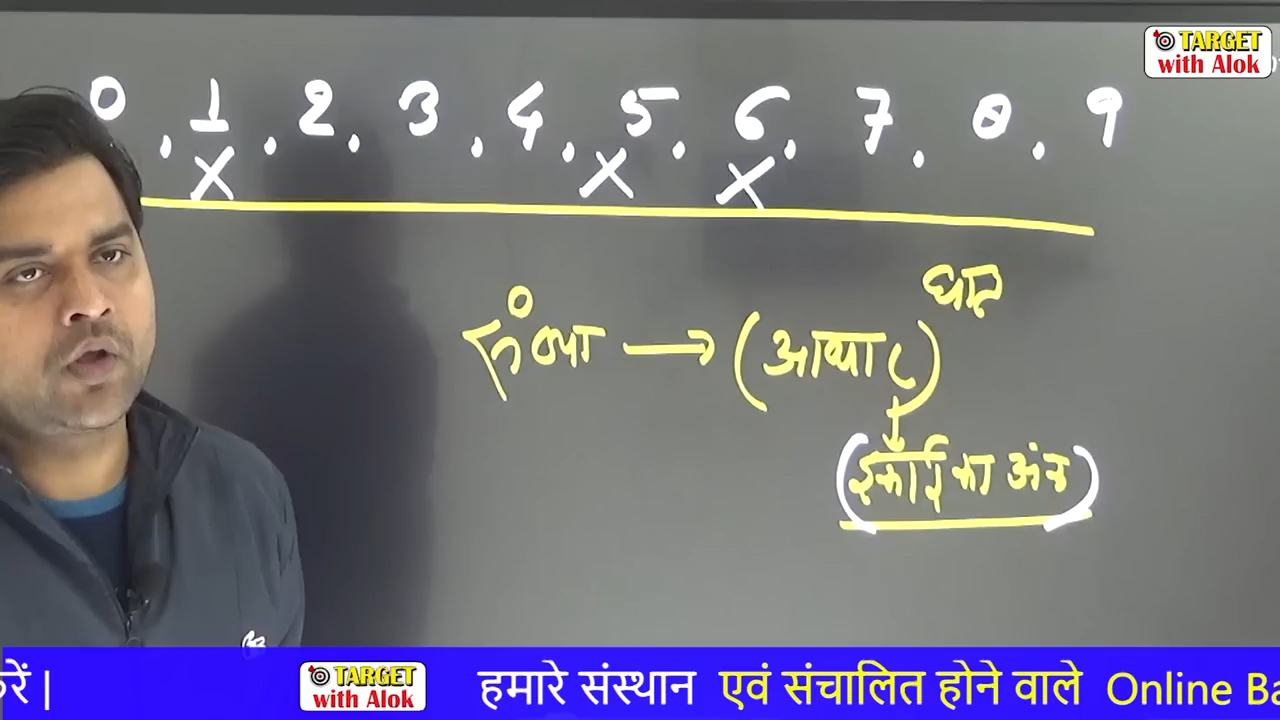 TARGET
with Alok
0, 1, 2, 3, 4, 5, 6, 7, 8, 9
X X X
घात
संख्या → (आधार)
↓
(इकाई का अंक)
रें |
TARGET
with Alok
हमारे संस्थान एवं संचालित होने वाले Online Ba